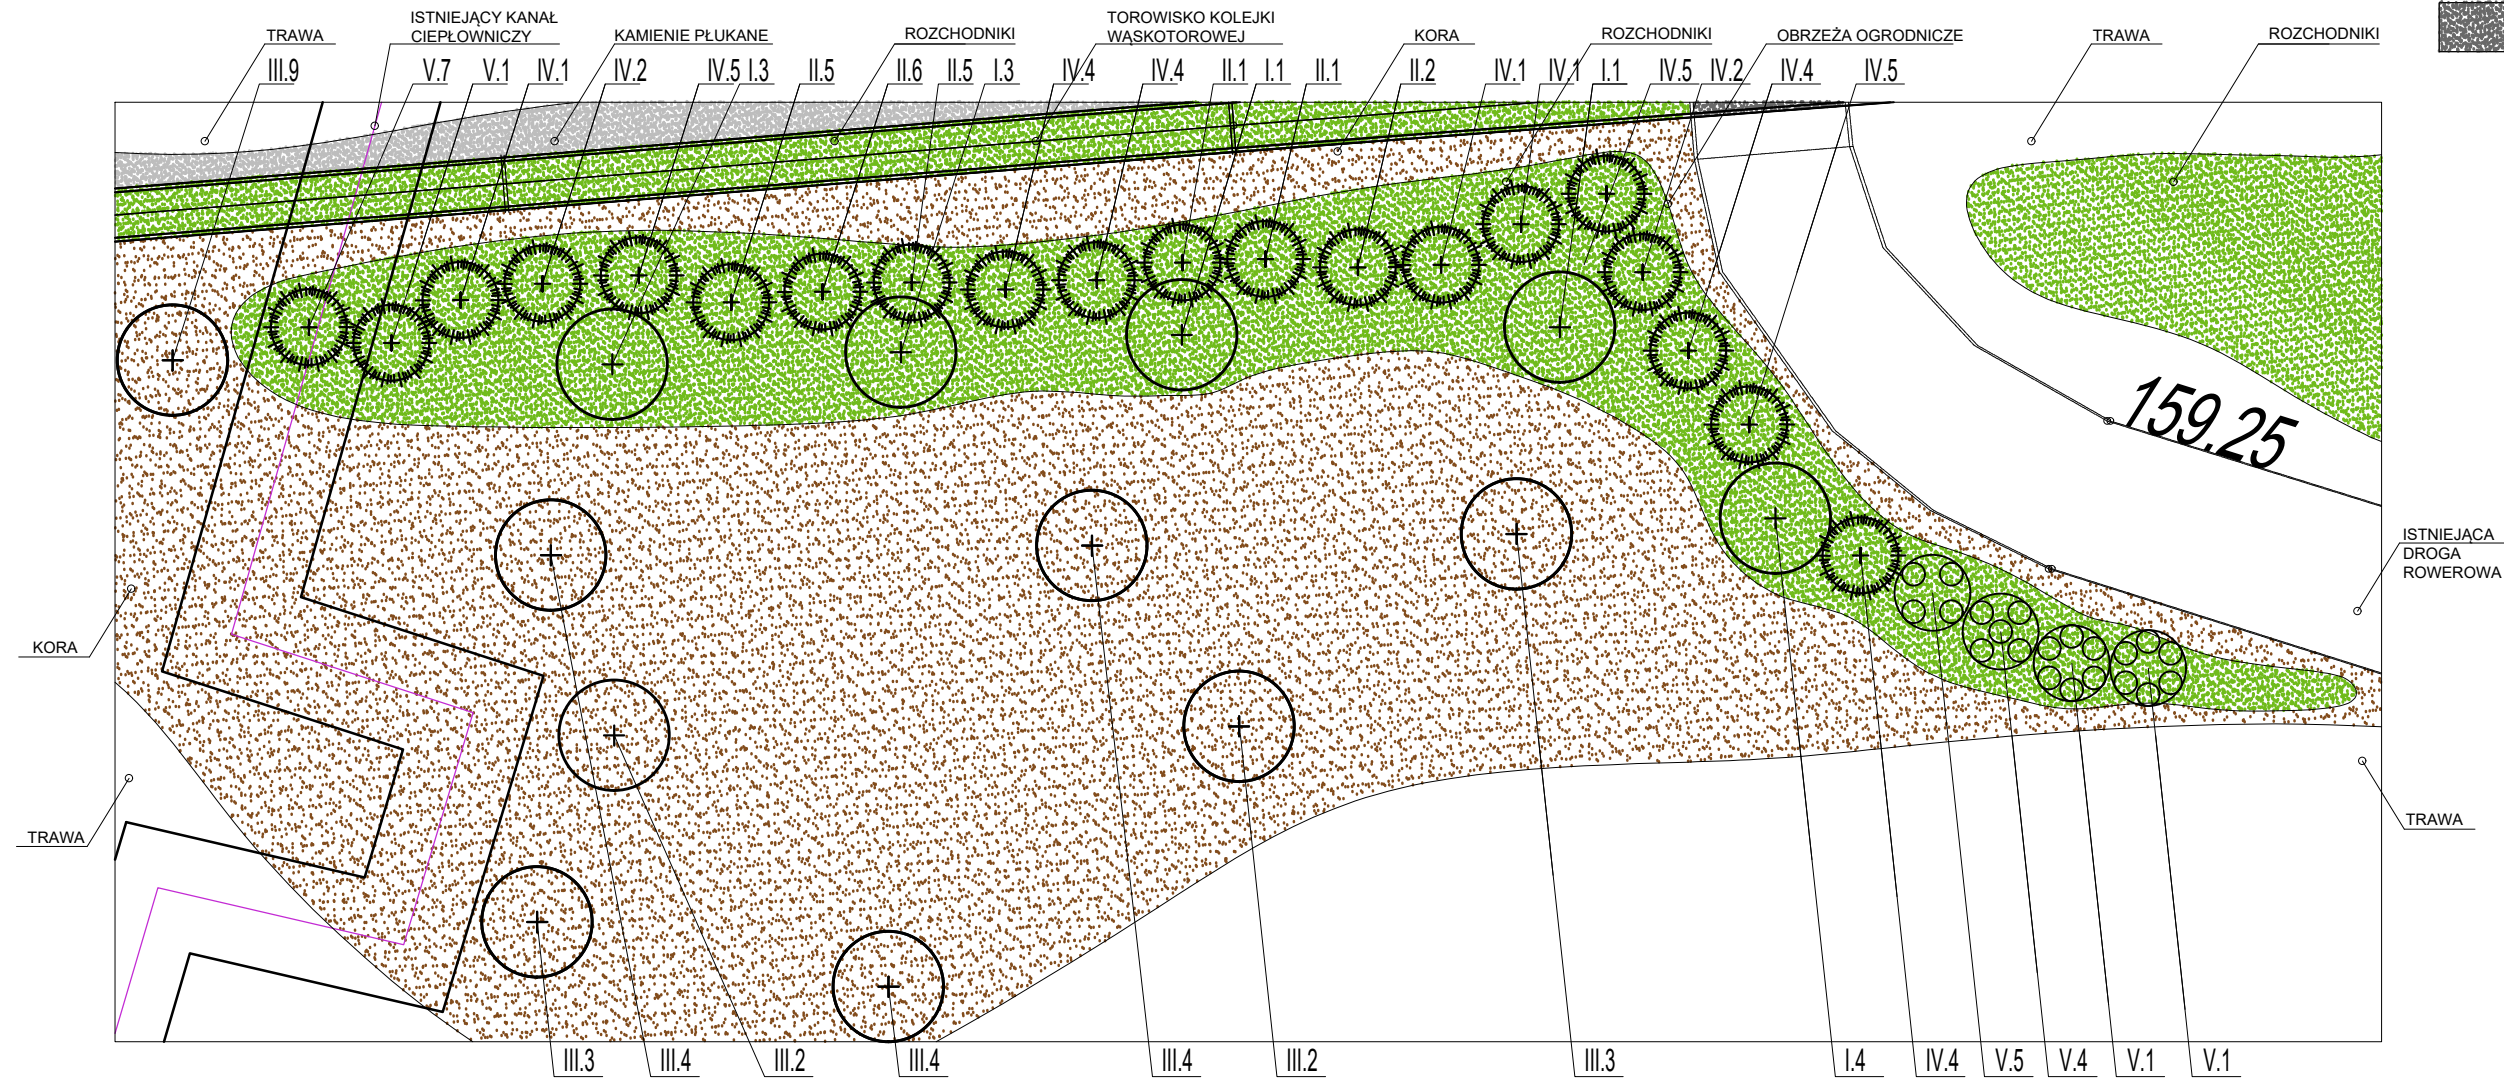 TRAWA
ISTNIEJĄCY KANAŁ
CIEPŁOWNICZY
KAMIENIE PŁUKANE
ROZCHODNIKI
TOROWISKO KOLEJKI
WĄSKOTOROWEJ
KORA
ROZCHODNIKI
OBRZEŻA OGRODNICZE
TRAWA
ROZCHODNIKI
III.9
V.7
V.1
IV.1
IV.2
IV.5
I.3
II.5
II.6
II.5
I.3
IV.4
IV.4
II.1
I.1
II.1
II.2
IV.1
IV.1
I.1
IV.5
IV.2
IV.4
IV.5
159.25
ISTNIEJĄCA
DROGA
ROWEROWA
KORA
TRAWA
TRAWA
III.3
III.4
III.2
III.4
III.4
III.2
III.3
I.4
IV.4
V.5
V.4
V.1
V.1